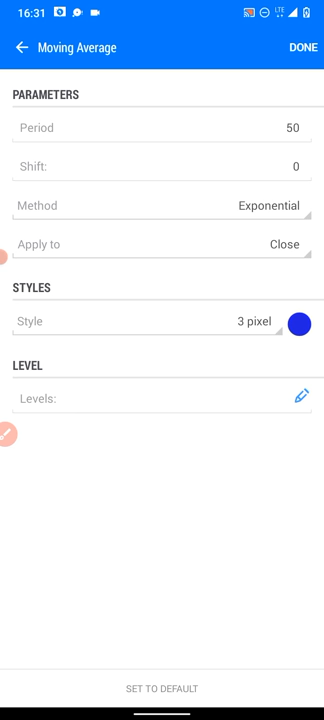 16:31
LTE
Moving Average
DONE
PARAMETERS
Period 50
Shift: 0
Method Exponential
Apply to Close
STYLES
Style 3 pixel
LEVEL
Levels:
SET TO DEFAULT